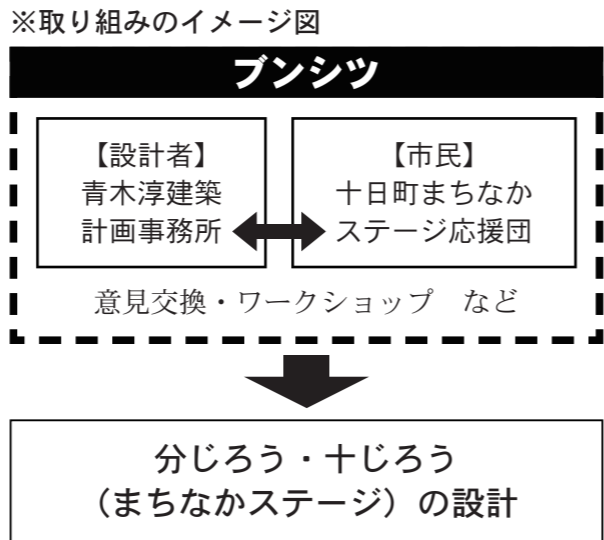 ※取り組みのイメージ図
ブンシツ
【設計者】
青木淳建築
計画事務所
【市民】
十日町まちなか
ステージ応援団
意見交換・ワークショップ　など
分じろう・十じろう
（まちなかステージ）の設計